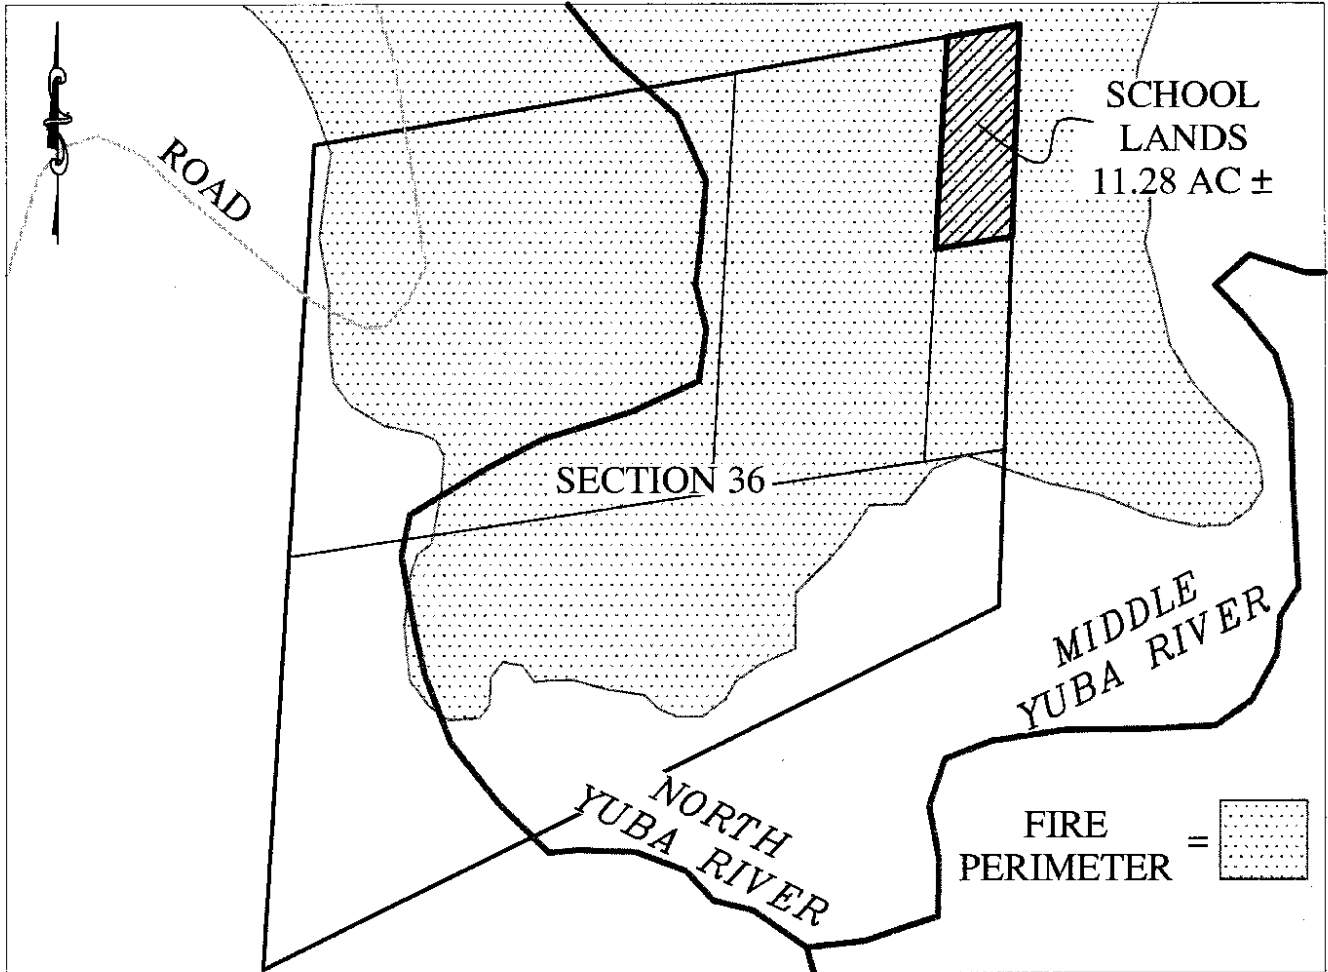 SCHOOL
LANDS
11.28 AC ±
ROAD
SECTION 36
MIDDLE
YUBA RIVER
NORTH
YUBA RIVER
FIRE
PERIMETER =